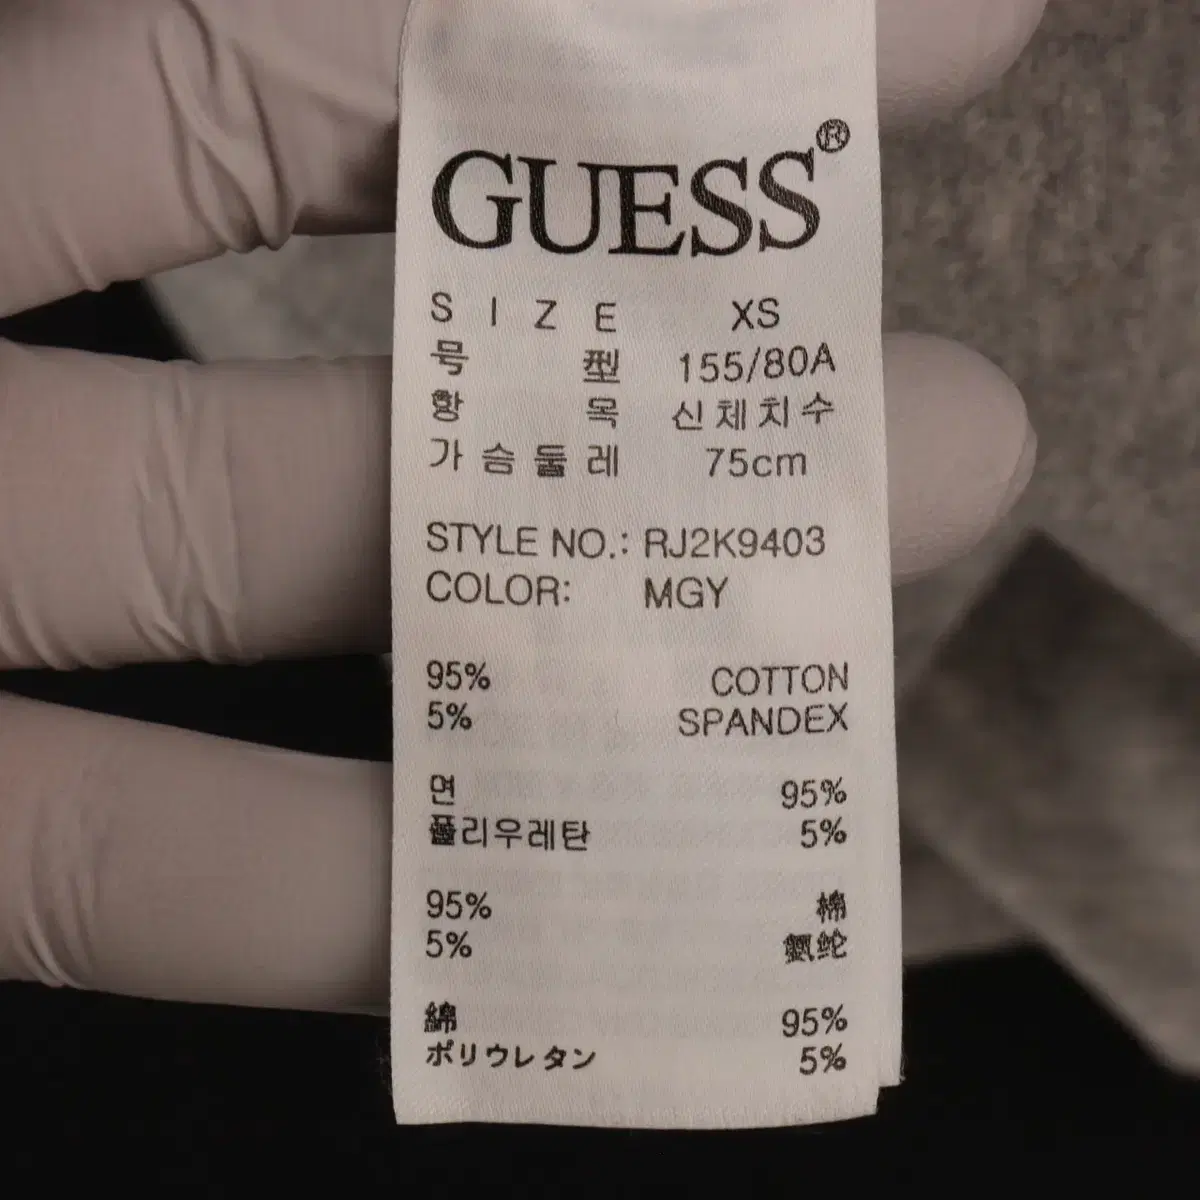 GUESS®
SIZE XS
号型 155/80A
항목 신체치수
가슴둘레 75cm
STYLE NO.: RJ2K9403
COLOR: MGY
95% COTTON
5% SPANDEX
면 95%
폴리우레탄 5%
95% 棉
5% 氨纶
綿 95%
ポリウレタン 5%